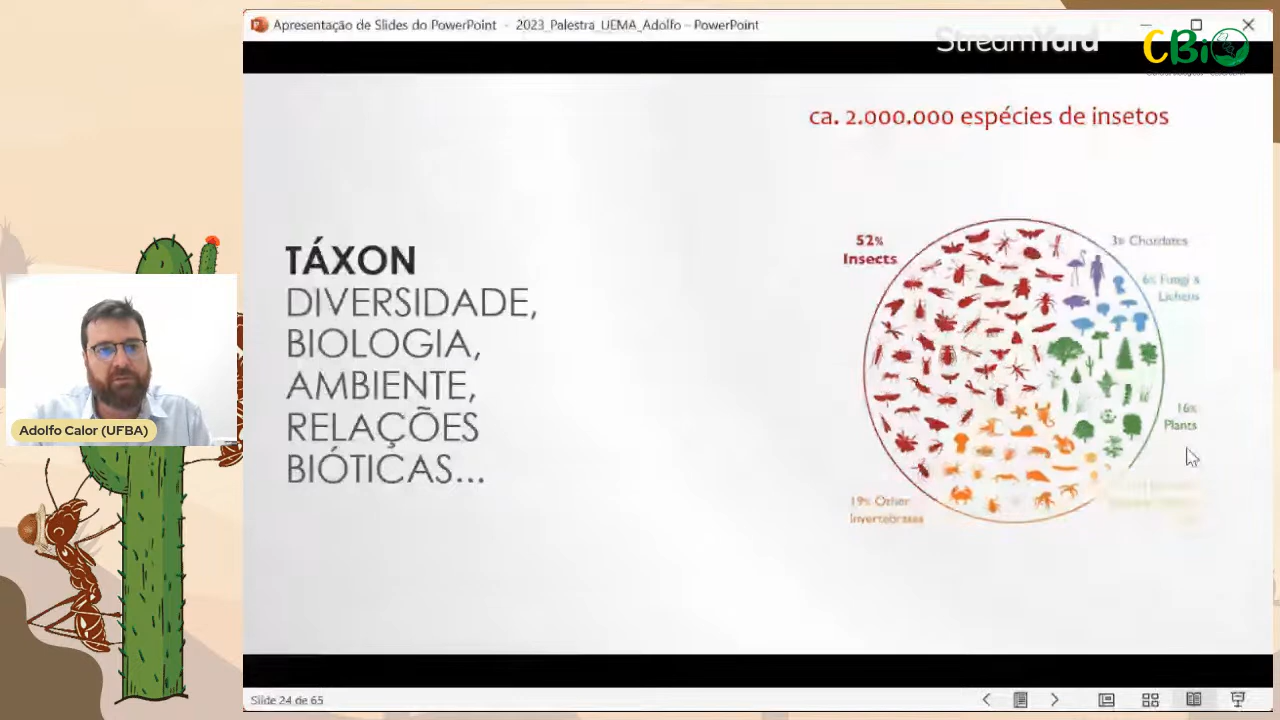 Apresentação de Slides do PowerPoint - 2023_Palestra_UEMA_Adolfo - PowerPoint
StreamYard
CBiO
ca. 2.000.000 espécies de insetos
TÁXON
DIVERSIDADE,
BIOLOGIA,
AMBIENTE,
RELAÇÕES
BIÓTICAS...
52%
Insects
3% Chordates
6% Fungi &
Lichens
16%
Plants
19% Other
Invertebrates
Adolfo Calor (UFBA)
Slide 24 de 65